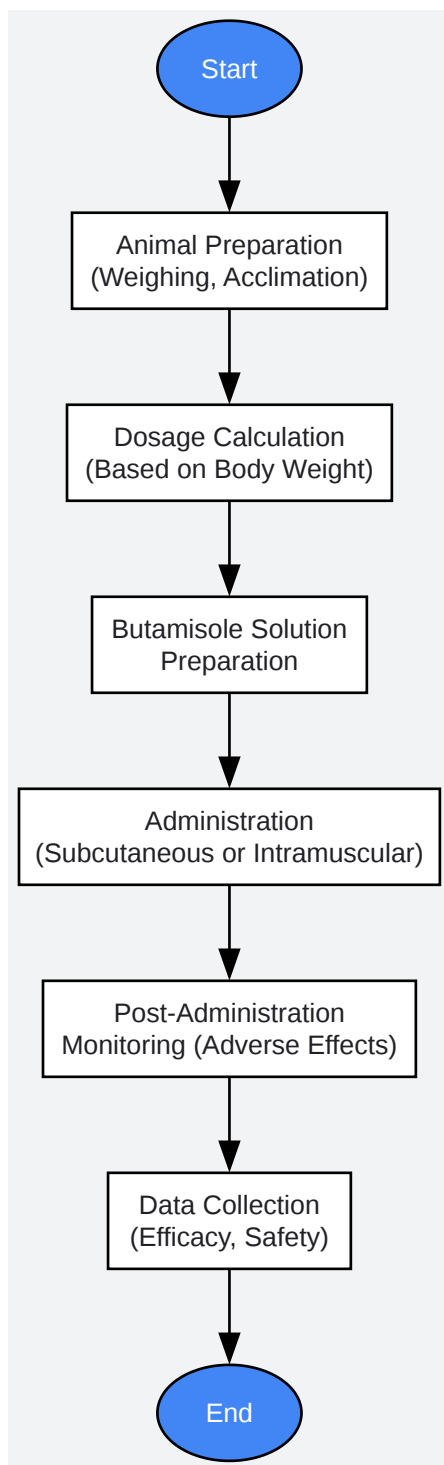 Start
Animal Preparation
(Weighing, Acclimation)
Dosage Calculation
(Based on Body Weight)
Butamisole Solution
Preparation
Administration
(Subcutaneous or Intramuscular)
Post-Administration
Monitoring (Adverse Effects)
Data Collection
(Efficacy, Safety)
End